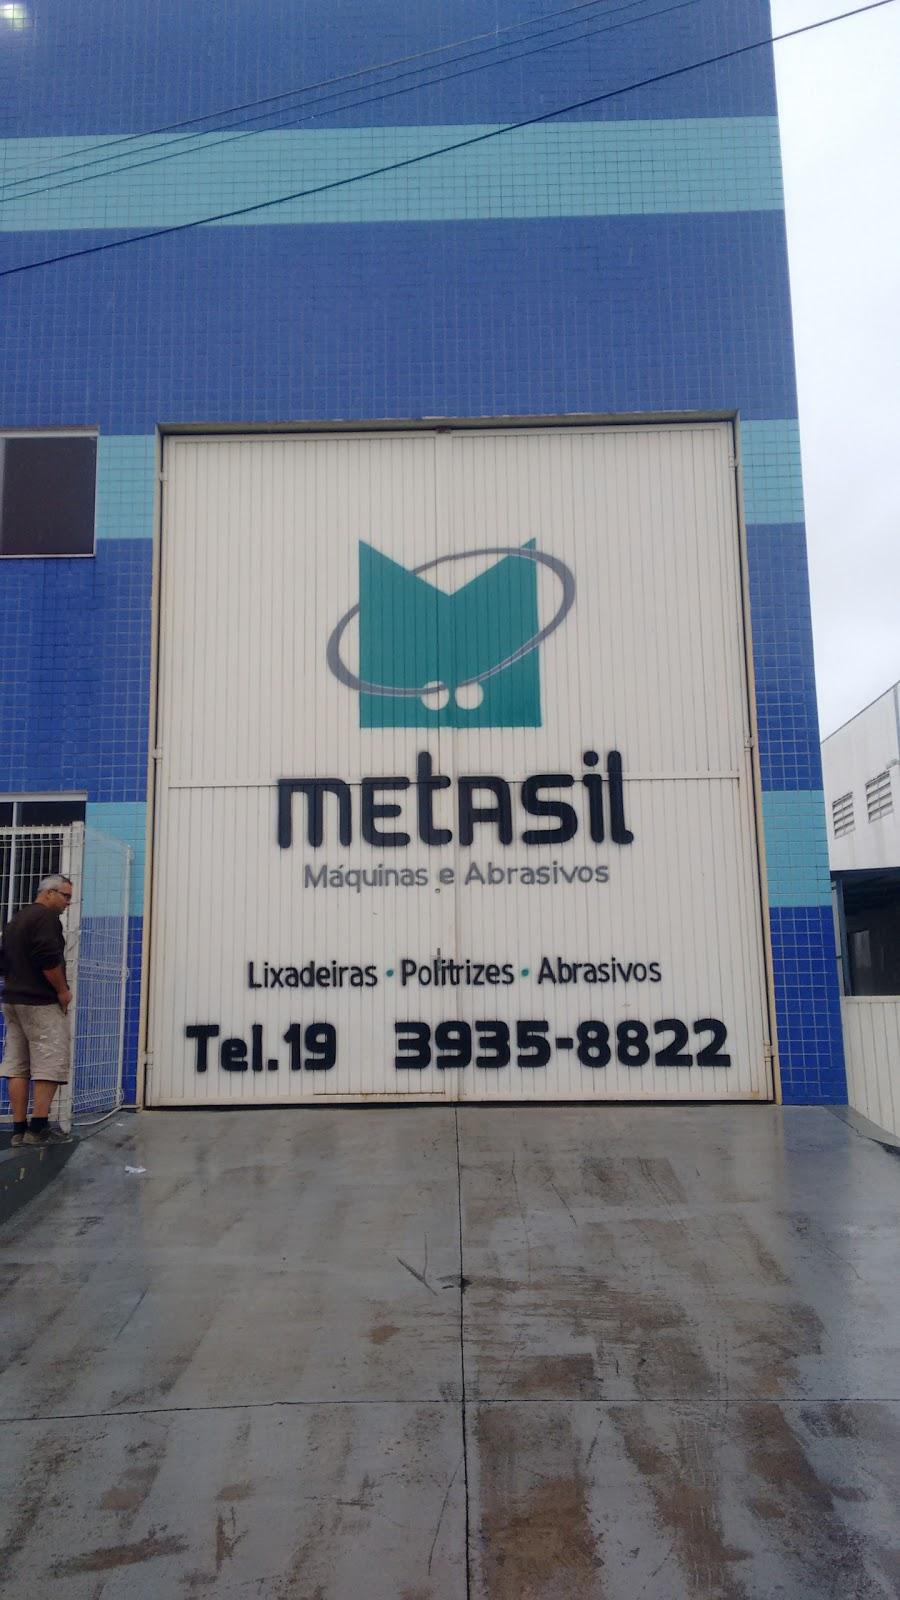 metasil
Máquinas e Abrasivos
Lixadeiras • Politrizes • Abrasivos
Tel.19 3935-8822